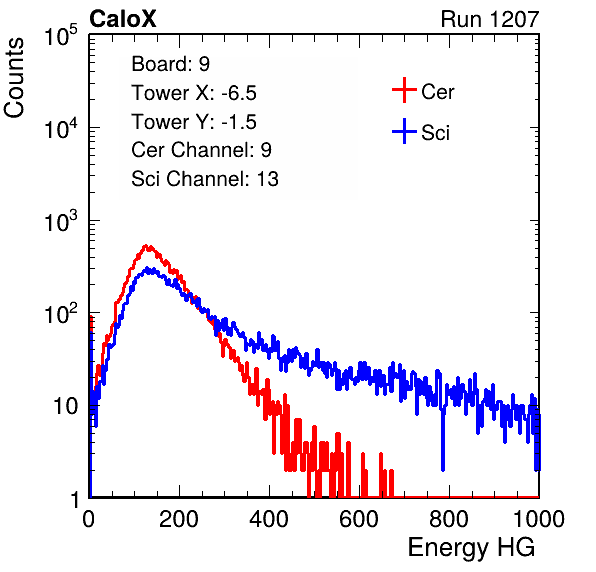 CaloX Run 1207
Counts
Board: 9
Tower X: -6.5
Tower Y: -1.5
Cer Channel: 9
Sci Channel: 13
Cer
Sci
10^5
10^4
10^3
10^2
10
1
0 200 400 600 800 1000
Energy HG